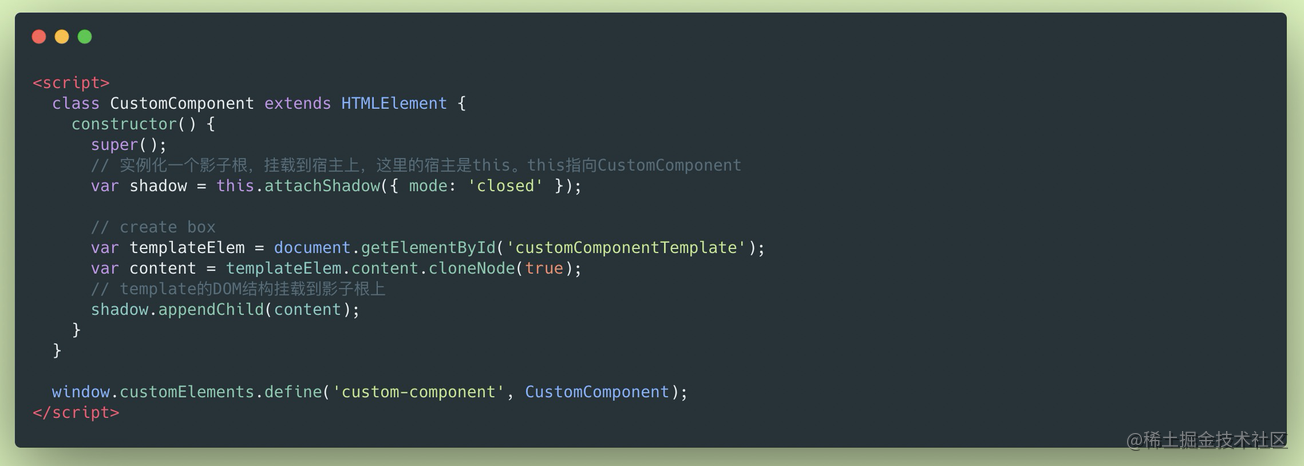 <script>
class CustomComponent extends HTMLElement {
constructor() {
super();
// 实例化一个影子根，挂载到宿主上，这里的宿主是this。this指向CustomComponent
var shadow = this.attachShadow({ mode: 'closed' });
// create box
var templateElem = document.getElementById('customComponentTemplate');
var content = templateElem.content.cloneNode(true);
// template的DOM结构挂载到影子根上
shadow.appendChild(content);
}
}
window.customElements.define('custom-component', CustomComponent);
</script>
@稀土掘金技术社区